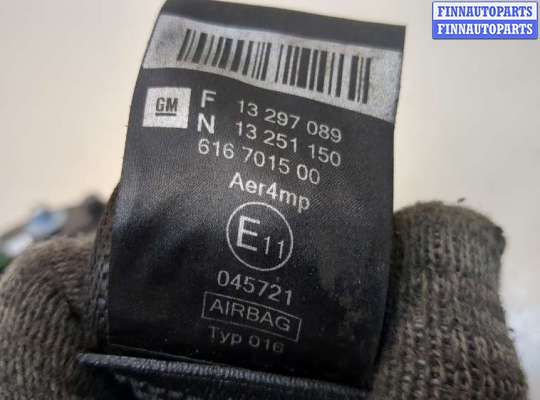 FINNAUTOPARTS
FINNAUTOPARTS
GM
F 13 297 089
N 13 251 150
616 7015 00
Aer4mp
E11
045721
AIRBAG
Typ 016